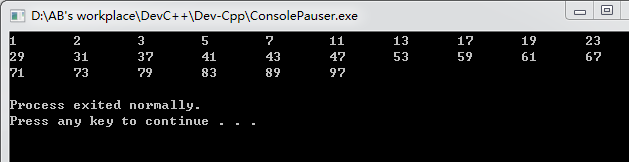 D:\AB's workplace\DevC++\Dev-Cpp\ConsolePauser.exe
1 2 3 5 7 11 13 17 19 23
29 31 37 41 43 47 53 59 61 67
71 73 79 83 89 97
Process exited normally.
Press any key to continue . . .